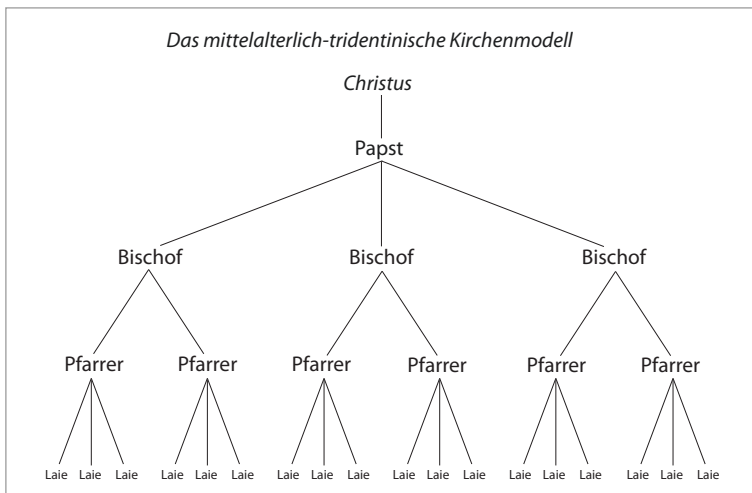 Das mittelalterlich-tridentinische Kirchenmodell
Christus
Papst
Bischof Bischof Bischof
Pfarrer Pfarrer Pfarrer Pfarrer Pfarrer Pfarrer
Laie Laie Laie Laie Laie Laie Laie Laie Laie Laie Laie Laie Laie Laie Laie Laie Laie Laie